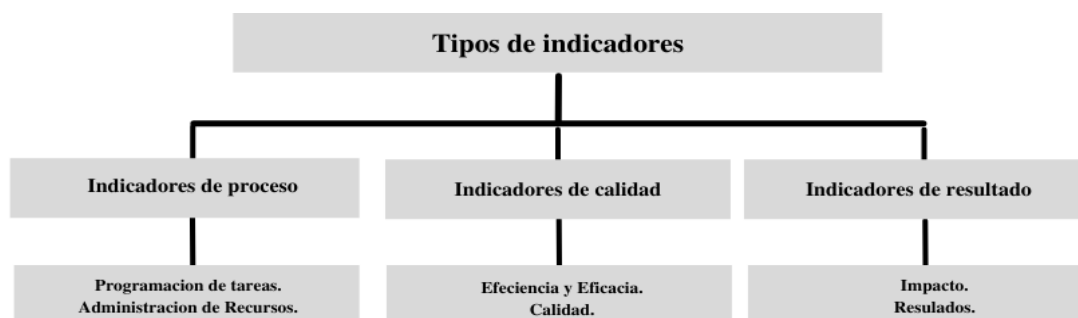 Tipos de indicadores
Indicadores de proceso
Indicadores de calidad
Indicadores de resultado
Programacion de tareas.
Administracion de Recursos.
Efeciencia y Eficacia.
Calidad.
Impacto.
Resulados.